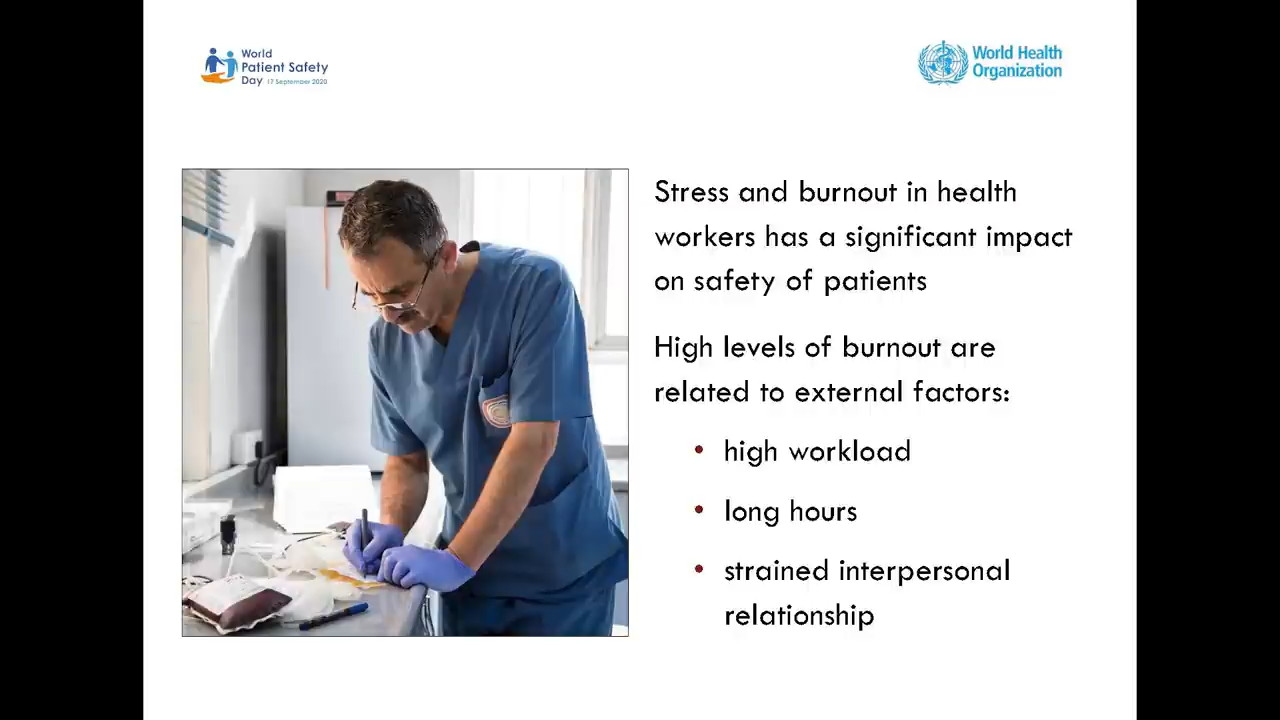 World
Patient Safety
Day 17 September 2020
World Health
Organization
Stress and burnout in health
workers has a significant impact
on safety of patients
High levels of burnout are
related to external factors:
• high workload
• long hours
• strained interpersonal
relationship